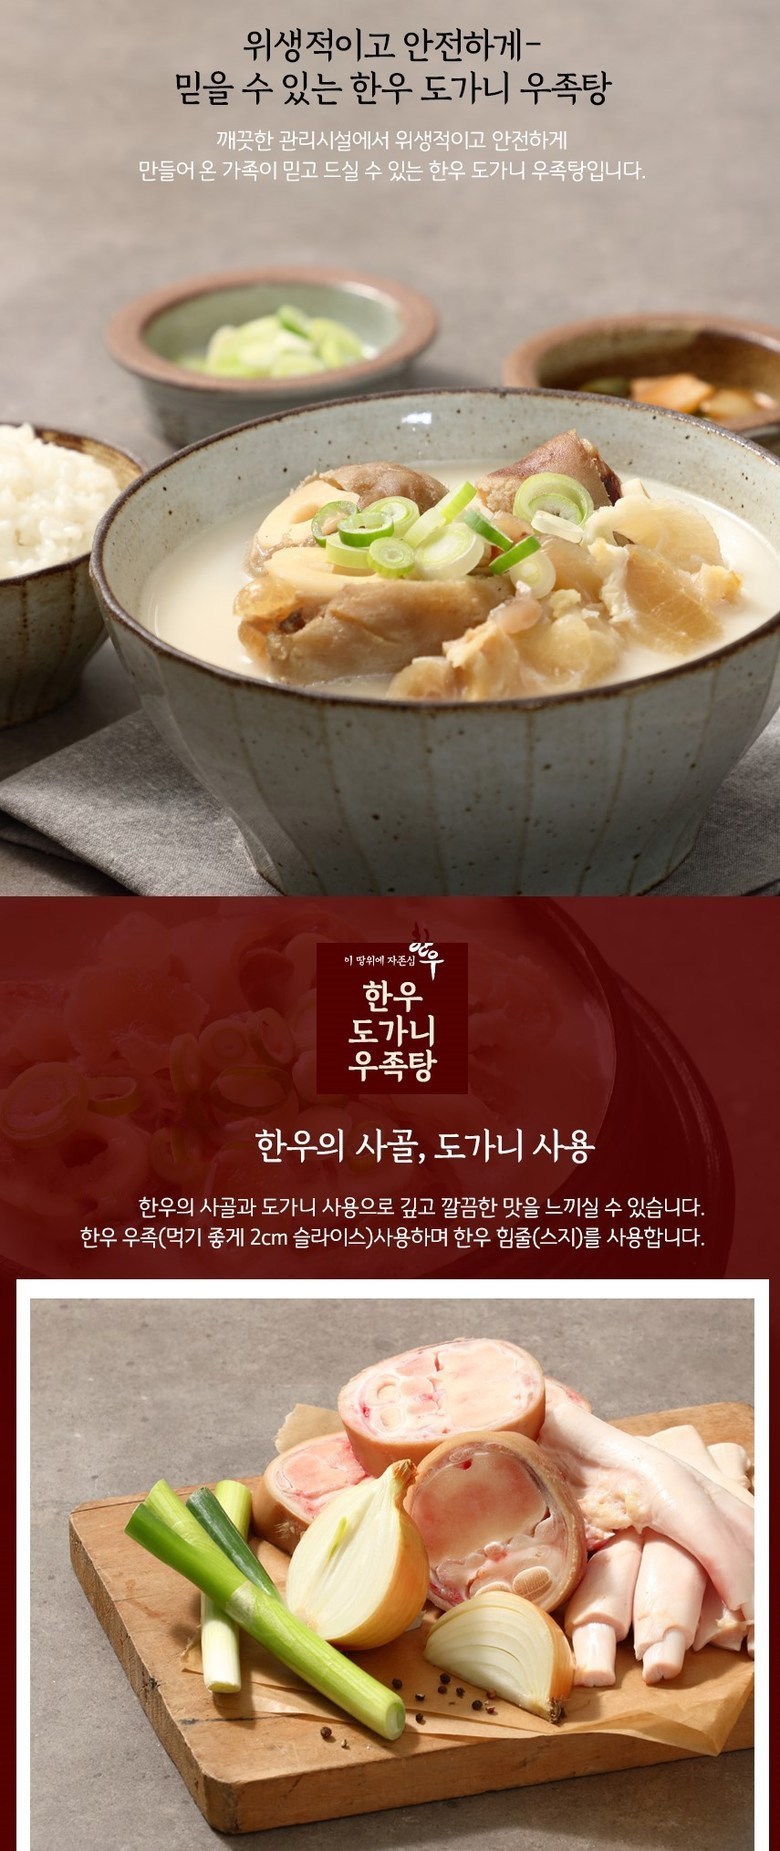 위생적이고 안전하게-
믿을 수 있는 한우 도가니 우족탕
깨끗한 관리시설에서 위생적이고 안전하게
만들어 온 가족이 믿고 드실 수 있는 한우 도가니 우족탕입니다.
이 땅위에 자존심 한우
한우
도가니
우족탕
한우의 사골, 도가니 사용
한우의 사골과 도가니 사용으로 깊고 깔끔한 맛을 느끼실 수 있습니다.
한우 우족(먹기 좋게 2cm 슬라이스)사용하며 한우 힘줄(스지)를 사용합니다.